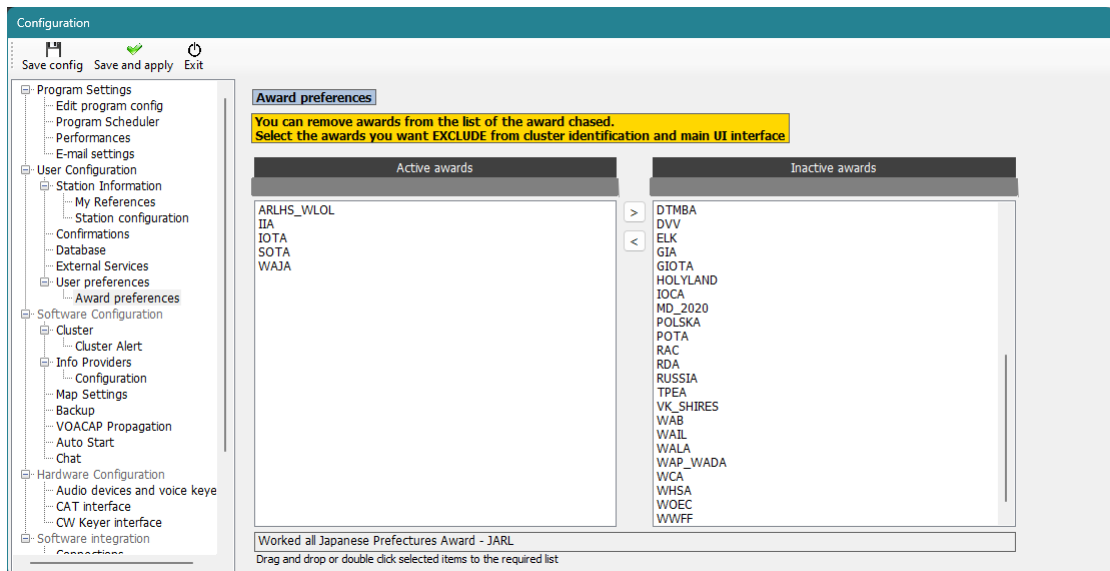 Configuration
Save config Save and apply Exit
Program Settings
Edit program config
Program Scheduler
Performances
E-mail settings
User Configuration
Station Information
My References
Station configuration
Confirmations
Database
External Services
User preferences
Award preferences
Software Configuration
Cluster
Cluster Alert
Info Providers
Configuration
Map Settings
Backup
VOACAP Propagation
Auto Start
Chat
Hardware Configuration
Audio devices and voice keye
CAT interface
CW Keyer interface
Software integration
Connections
Award preferences
You can remove awards from the list of the award chased.
Select the awards you want EXCLUDE from cluster identification and main UI interface
Active awards
ARLHS_WLOL
IIA
IOTA
SOTA
WAJA
>
<
Inactive awards
DTMBA
DVV
ELK
GIA
GIOTA
HOLYLAND
IOCA
MD_2020
POLSKA
POTA
RAC
RDA
RUSSIA
TPEA
VK_SHIRES
WAB
WAIL
WALA
WAP_WADA
WCA
WHSA
WOEC
WWFF
Worked all Japanese Prefectures Award - JARL
Drag and drop or double click selected items to the required list